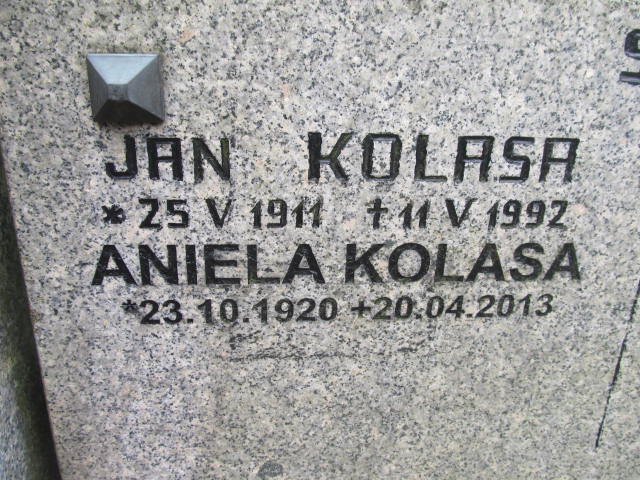 JAN KOLASA
* 25 V 1911 † 11 V 1992
ANIELA KOLASA
*23.10.1920 +20.04.2013